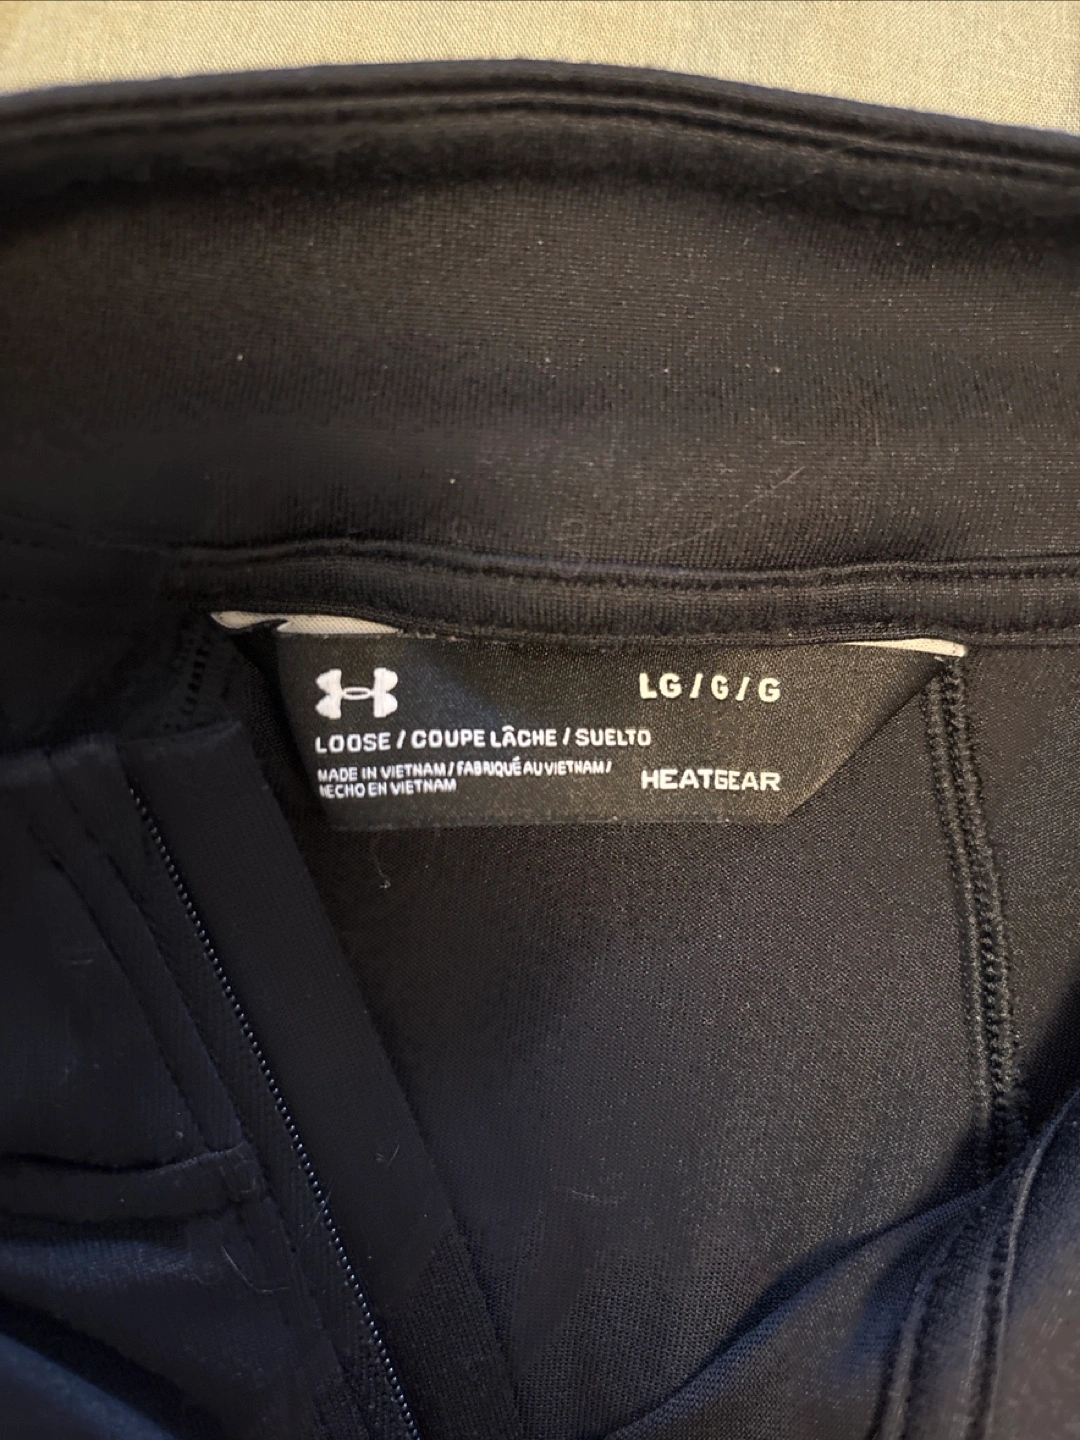 LG / G / G
LOOSE / COUPE LÂCHE / SUELTO
MADE IN VIETNAM / FABRIQUÉ AU VIETNAM /
HECHO EN VIETNAM
HEATGEAR